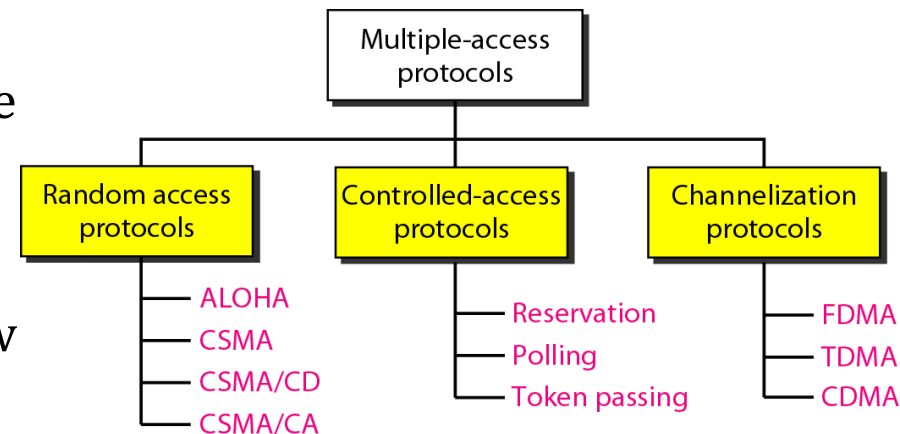 Multiple-access
protocols
e
Random access
protocols
Controlled-access
protocols
Channelization
protocols
ALOHA
CSMA
CSMA/CD
CSMA/CA
Reservation
Polling
Token passing
FDMA
TDMA
CDMA
w